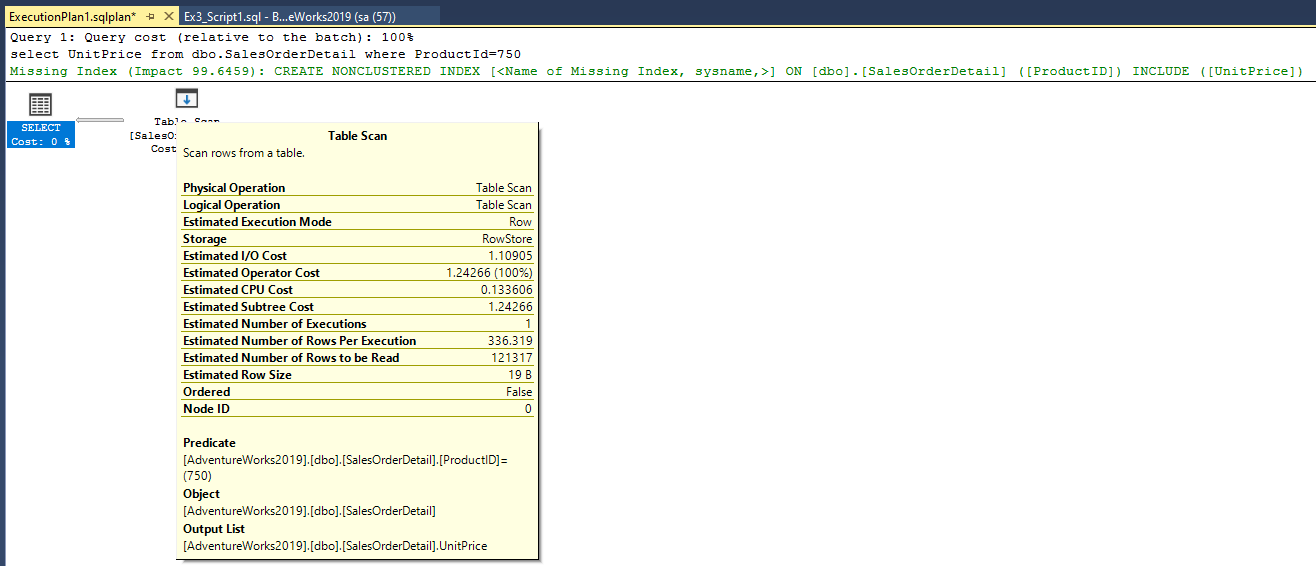 ExecutionPlan1.sqlplan* Ex3_Script1.sql - B...eWorks2019 (sa (57))
Query 1: Query cost (relative to the batch): 100%
select UnitPrice from dbo.SalesOrderDetail where ProductId=750
Missing Index (Impact 99.6459): CREATE NONCLUSTERED INDEX [<Name of Missing Index, sysname,>] ON [dbo].[SalesOrderDetail] ([ProductID]) INCLUDE ([UnitPrice])
SELECT
Cost: 0 %
Table Scan
[SalesO
Cost
Table Scan
Scan rows from a table.
Physical Operation Table Scan
Logical Operation Table Scan
Estimated Execution Mode Row
Storage RowStore
Estimated I/O Cost 1.10905
Estimated Operator Cost 1.24266 (100%)
Estimated CPU Cost 0.133606
Estimated Subtree Cost 1.24266
Estimated Number of Executions 1
Estimated Number of Rows Per Execution 336.319
Estimated Number of Rows to be Read 121317
Estimated Row Size 19 B
Ordered False
Node ID 0
Predicate
[AdventureWorks2019].[dbo].[SalesOrderDetail].[ProductID]=
(750)
Object
[AdventureWorks2019].[dbo].[SalesOrderDetail]
Output List
[AdventureWorks2019].[dbo].[SalesOrderDetail].UnitPrice